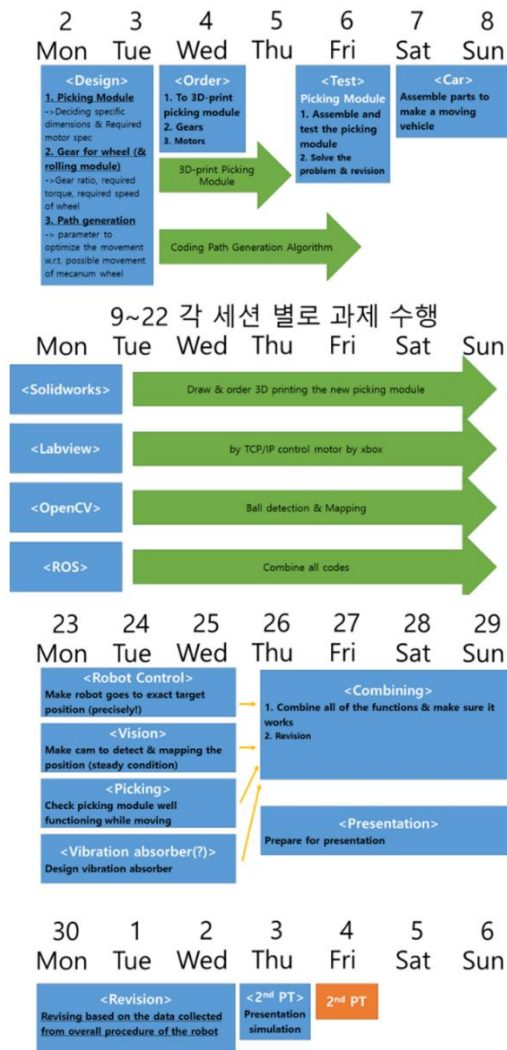 2 3 4 5 6 7 8
Mon Tue Wed Thu Fri Sat Sun
<Design>
1. Picking Module
->Deciding specific
dimensions & Required
motor spec
2. Gear for wheel (&
rolling module)
->Gear ratio, required
torque, required speed
of wheel
3. Path generation
-> parameter to
optimize the movement
w.r.t. possible movement
of mecanum wheel
<Order>
1. To 3D-print
picking module
2. Gears
3. Motors
3D-print Picking
Module
Coding Path Generation Algorithm
<Test>
Picking Module
1. Assemble and
test the picking
module
2. Solve the
problem & revision
<Car>
Assemble parts to
make a moving
vehicle
9~22 각 세션 별로 과제 수행
Mon Tue Wed Thu Fri Sat Sun
<Solidworks>
Draw & order 3D printing the new picking module
<Labview>
by TCP/IP control motor by xbox
<OpenCV>
Ball detection & Mapping
<ROS>
Combine all codes
23 24 25 26 27 28 29
Mon Tue Wed Thu Fri Sat Sun
<Robot Control>
Make robot goes to exact target
position (precisely!)
<Vision>
Make cam to detect & mapping the
position (steady condition)
<Picking>
Check picking module well
functioning while moving
<Vibration absorber(?)>
Design vibration absorber
<Combining>
1. Combine all of the functions & make sure it
works
2. Revision
<Presentation>
Prepare for presentation
30 1 2 3 4 5 6
Mon Tue Wed Thu Fri Sat Sun
<Revision>
Revising based on the data collected
from overall procedure of the robot
<2nd PT>
Presentation
simulation
2nd PT